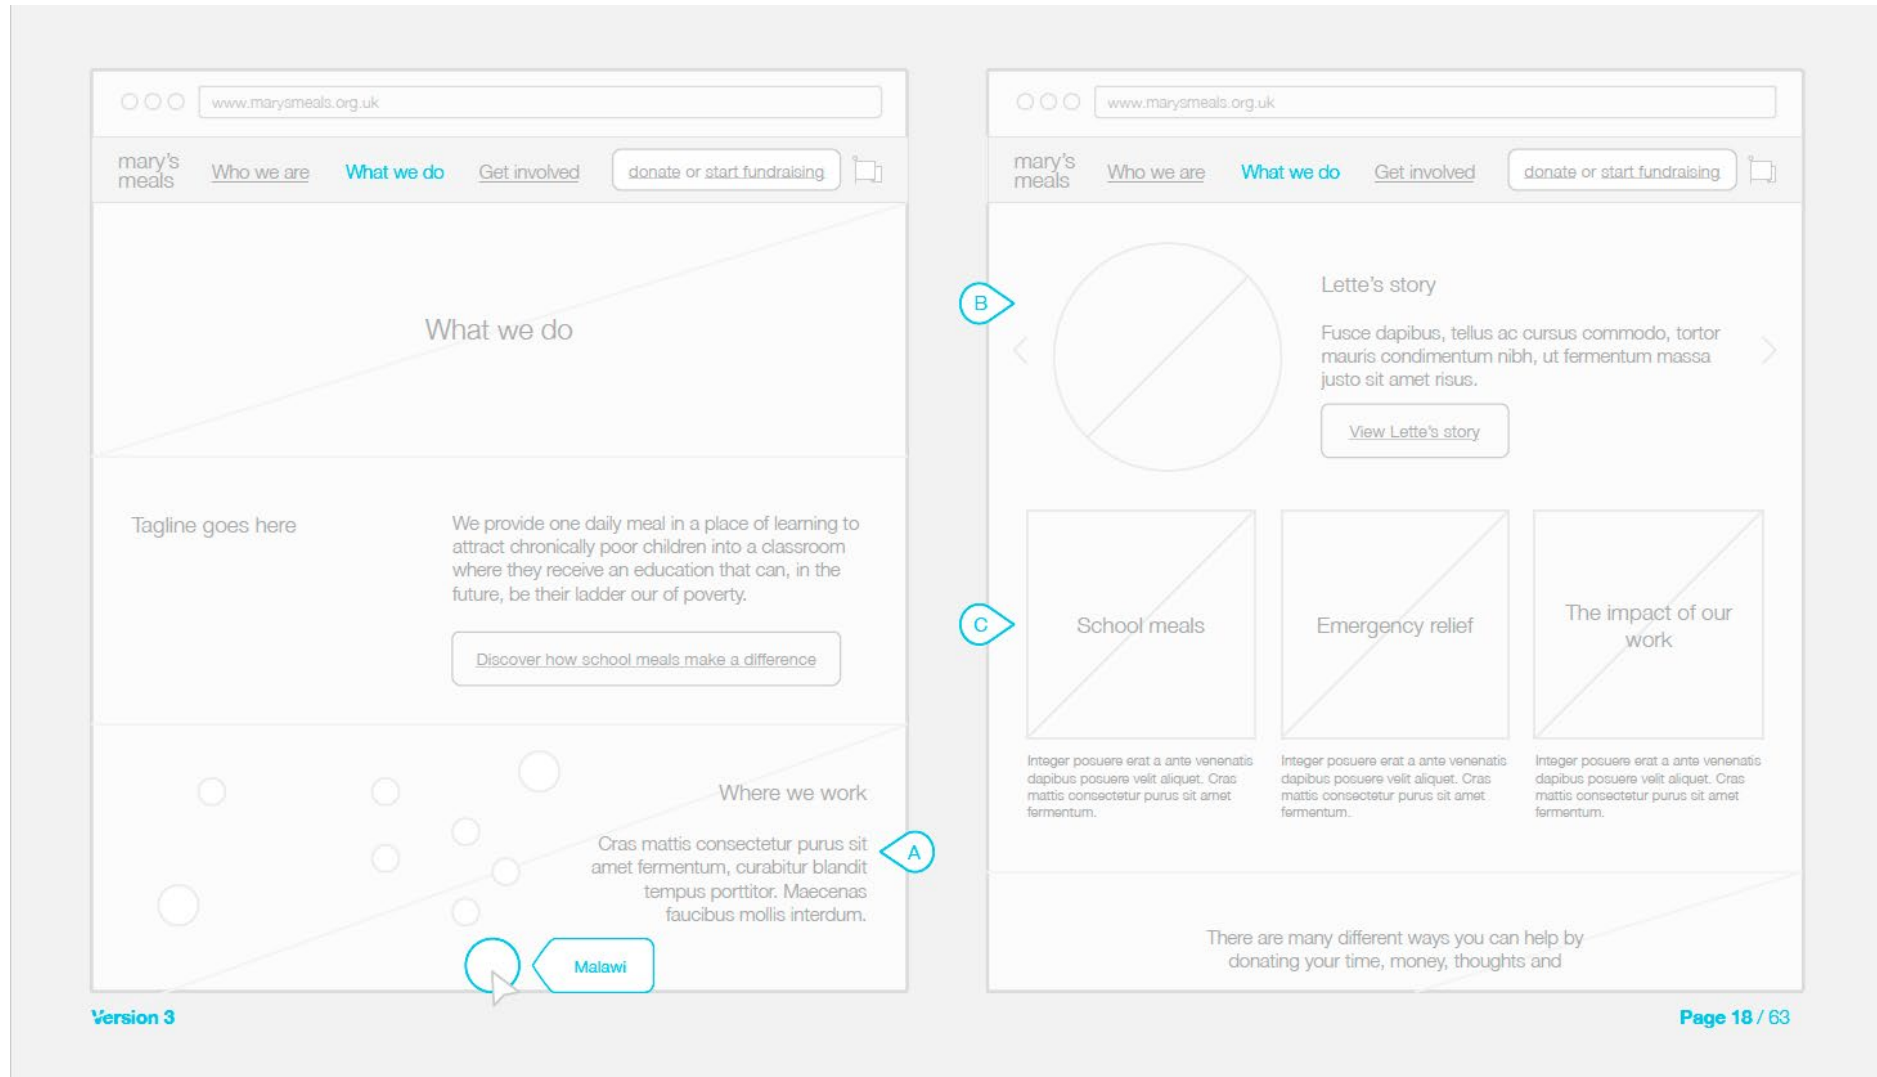 www.marysmeals.org.uk
mary's
meals
Who we are
What we do
Get involved
donate or start fundraising
What we do
Tagline goes here
We provide one daily meal in a place of learning to
attract chronically poor children into a classroom
where they receive an education that can, in the
future, be their ladder our of poverty.
Discover how school meals make a difference
Where we work
Cras mattis consectetur purus sit
amet fermentum, curabitur blandit
tempus porttitor. Maecenas
faucibus mollis interdum.
A
Malawi
www.marysmeals.org.uk
mary's
meals
Who we are
What we do
Get involved
donate or start fundraising
B
Lette's story
Fusce dapibus, tellus ac cursus commodo, tortor
mauris condimentum nibh, ut fermentum massa
justo sit amet risus.
View Lette's story
C
School meals
Emergency relief
The impact of our
work
Integer posuere erat a ante venenatis
dapibus posuere velit aliquet. Cras
mattis consectetur purus sit amet
fermentum.
Integer posuere erat a ante venenatis
dapibus posuere velit aliquet. Cras
mattis consectetur purus sit amet
fermentum.
Integer posuere erat a ante venenatis
dapibus posuere velit aliquet. Cras
mattis consectetur purus sit amet
fermentum.
There are many different ways you can help by
donating your time, money, thoughts and
Version 3
Page 18 / 63